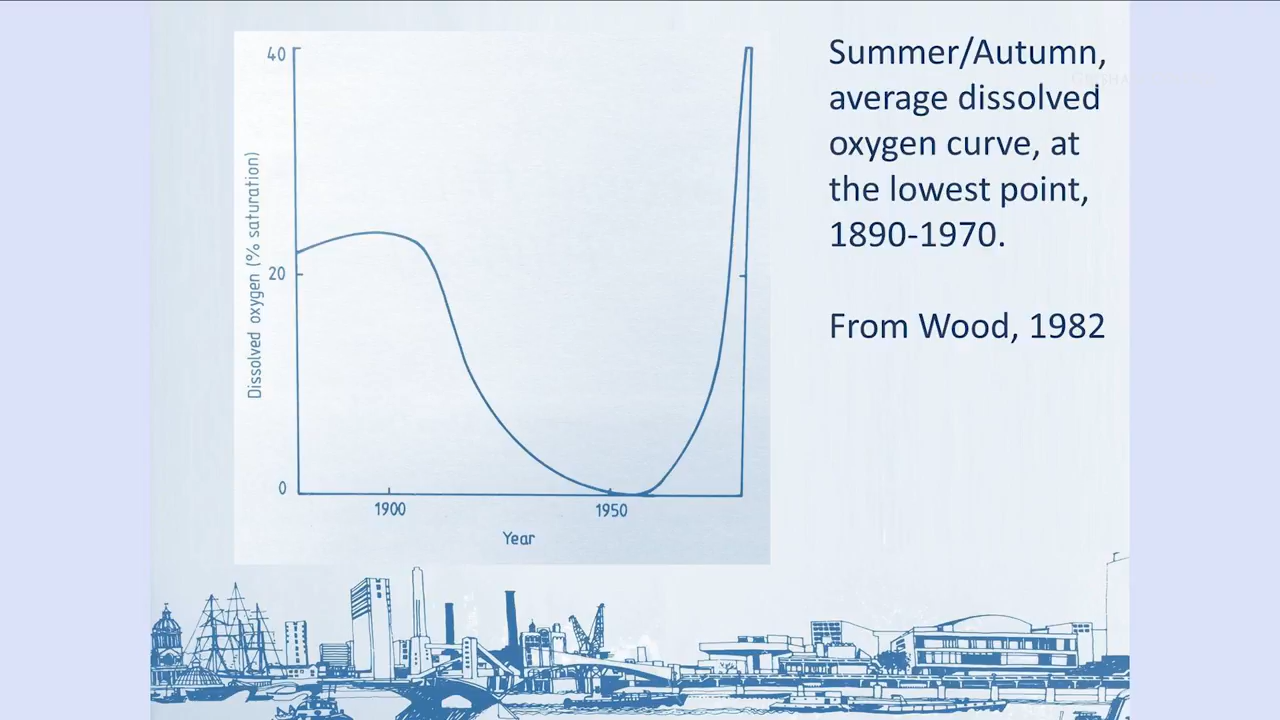 40
20
0
Dissolved oxygen (% saturation)
1900
1950
Year
Summer/Autumn,
average dissolved
oxygen curve, at
the lowest point,
1890-1970.
From Wood, 1982